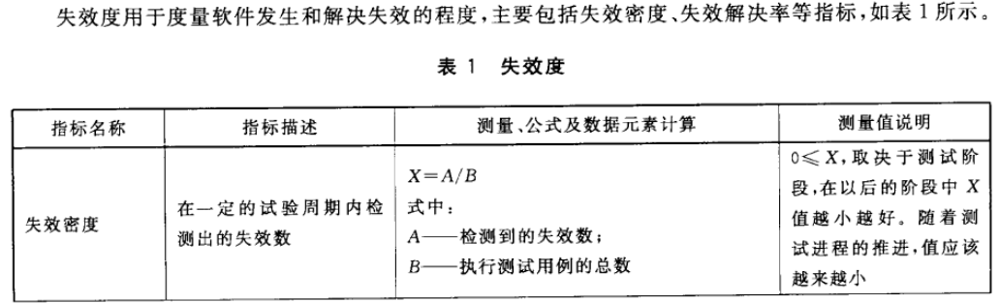 失效度用于度量软件发生和解决失效的程度,主要包括失效密度、失效解决率等指标,如表1所示。
表 1 失效度
指标名称 指标描述 测量、公式及数据元素计算 测量值说明
失效密度
在一定的试验周期内检
测出的失效数
X=A/B
式中:
A——检测到的失效数;
B——执行测试用例的总数
0≤X,取决于测试阶
段,在以后的阶段中 X
值越小越好。随着测
试进程的推进,值应该
越来越小